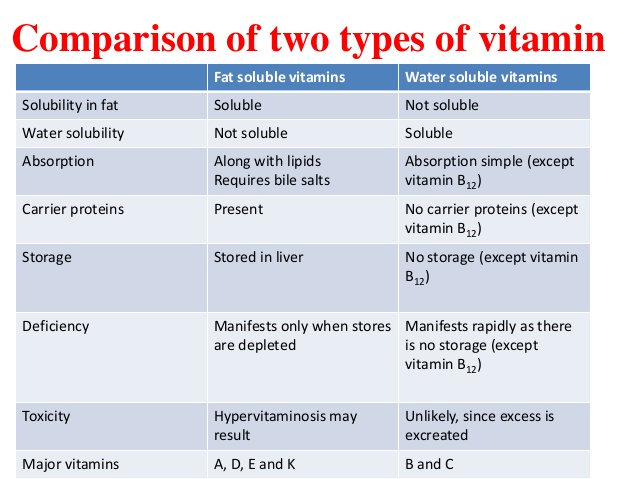 Comparison of two types of vitamin
Fat soluble vitamins Water soluble vitamins
Solubility in fat Soluble Not soluble
Water solubility Not soluble Soluble
Absorption Along with lipids Absorption simple (except
Requires bile salts vitamin B12)
Carrier proteins Present No carrier proteins (except
vitamin B12)
Storage Stored in liver No storage (except vitamin
B12)
Deficiency Manifests only when stores Manifests rapidly as there
are depleted is no storage (except
vitamin B12)
Toxicity Hypervitaminosis may Unlikely, since excess is
result excreated
Major vitamins A, D, E and K B and C